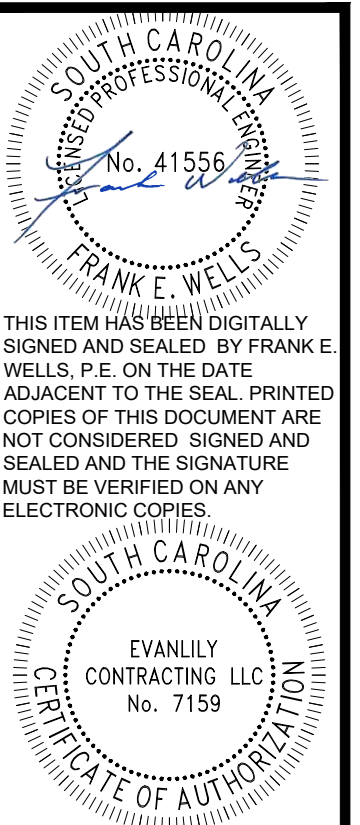 SOUTH CAROLINA
LICENSED PROFESSIONAL ENGINEER
No. 41556
Frank Wells
FRANK E. WELLS
THIS ITEM HAS BEEN DIGITALLY
SIGNED AND SEALED BY FRANK E.
WELLS, P.E. ON THE DATE
ADJACENT TO THE SEAL. PRINTED
COPIES OF THIS DOCUMENT ARE
NOT CONSIDERED SIGNED AND
SEALED AND THE SIGNATURE
MUST BE VERIFIED ON ANY
ELECTRONIC COPIES.
SOUTH CAROLINA
EVANLILY
CONTRACTING LLC
No. 7159
CERTIFICATE OF AUTHORIZATION